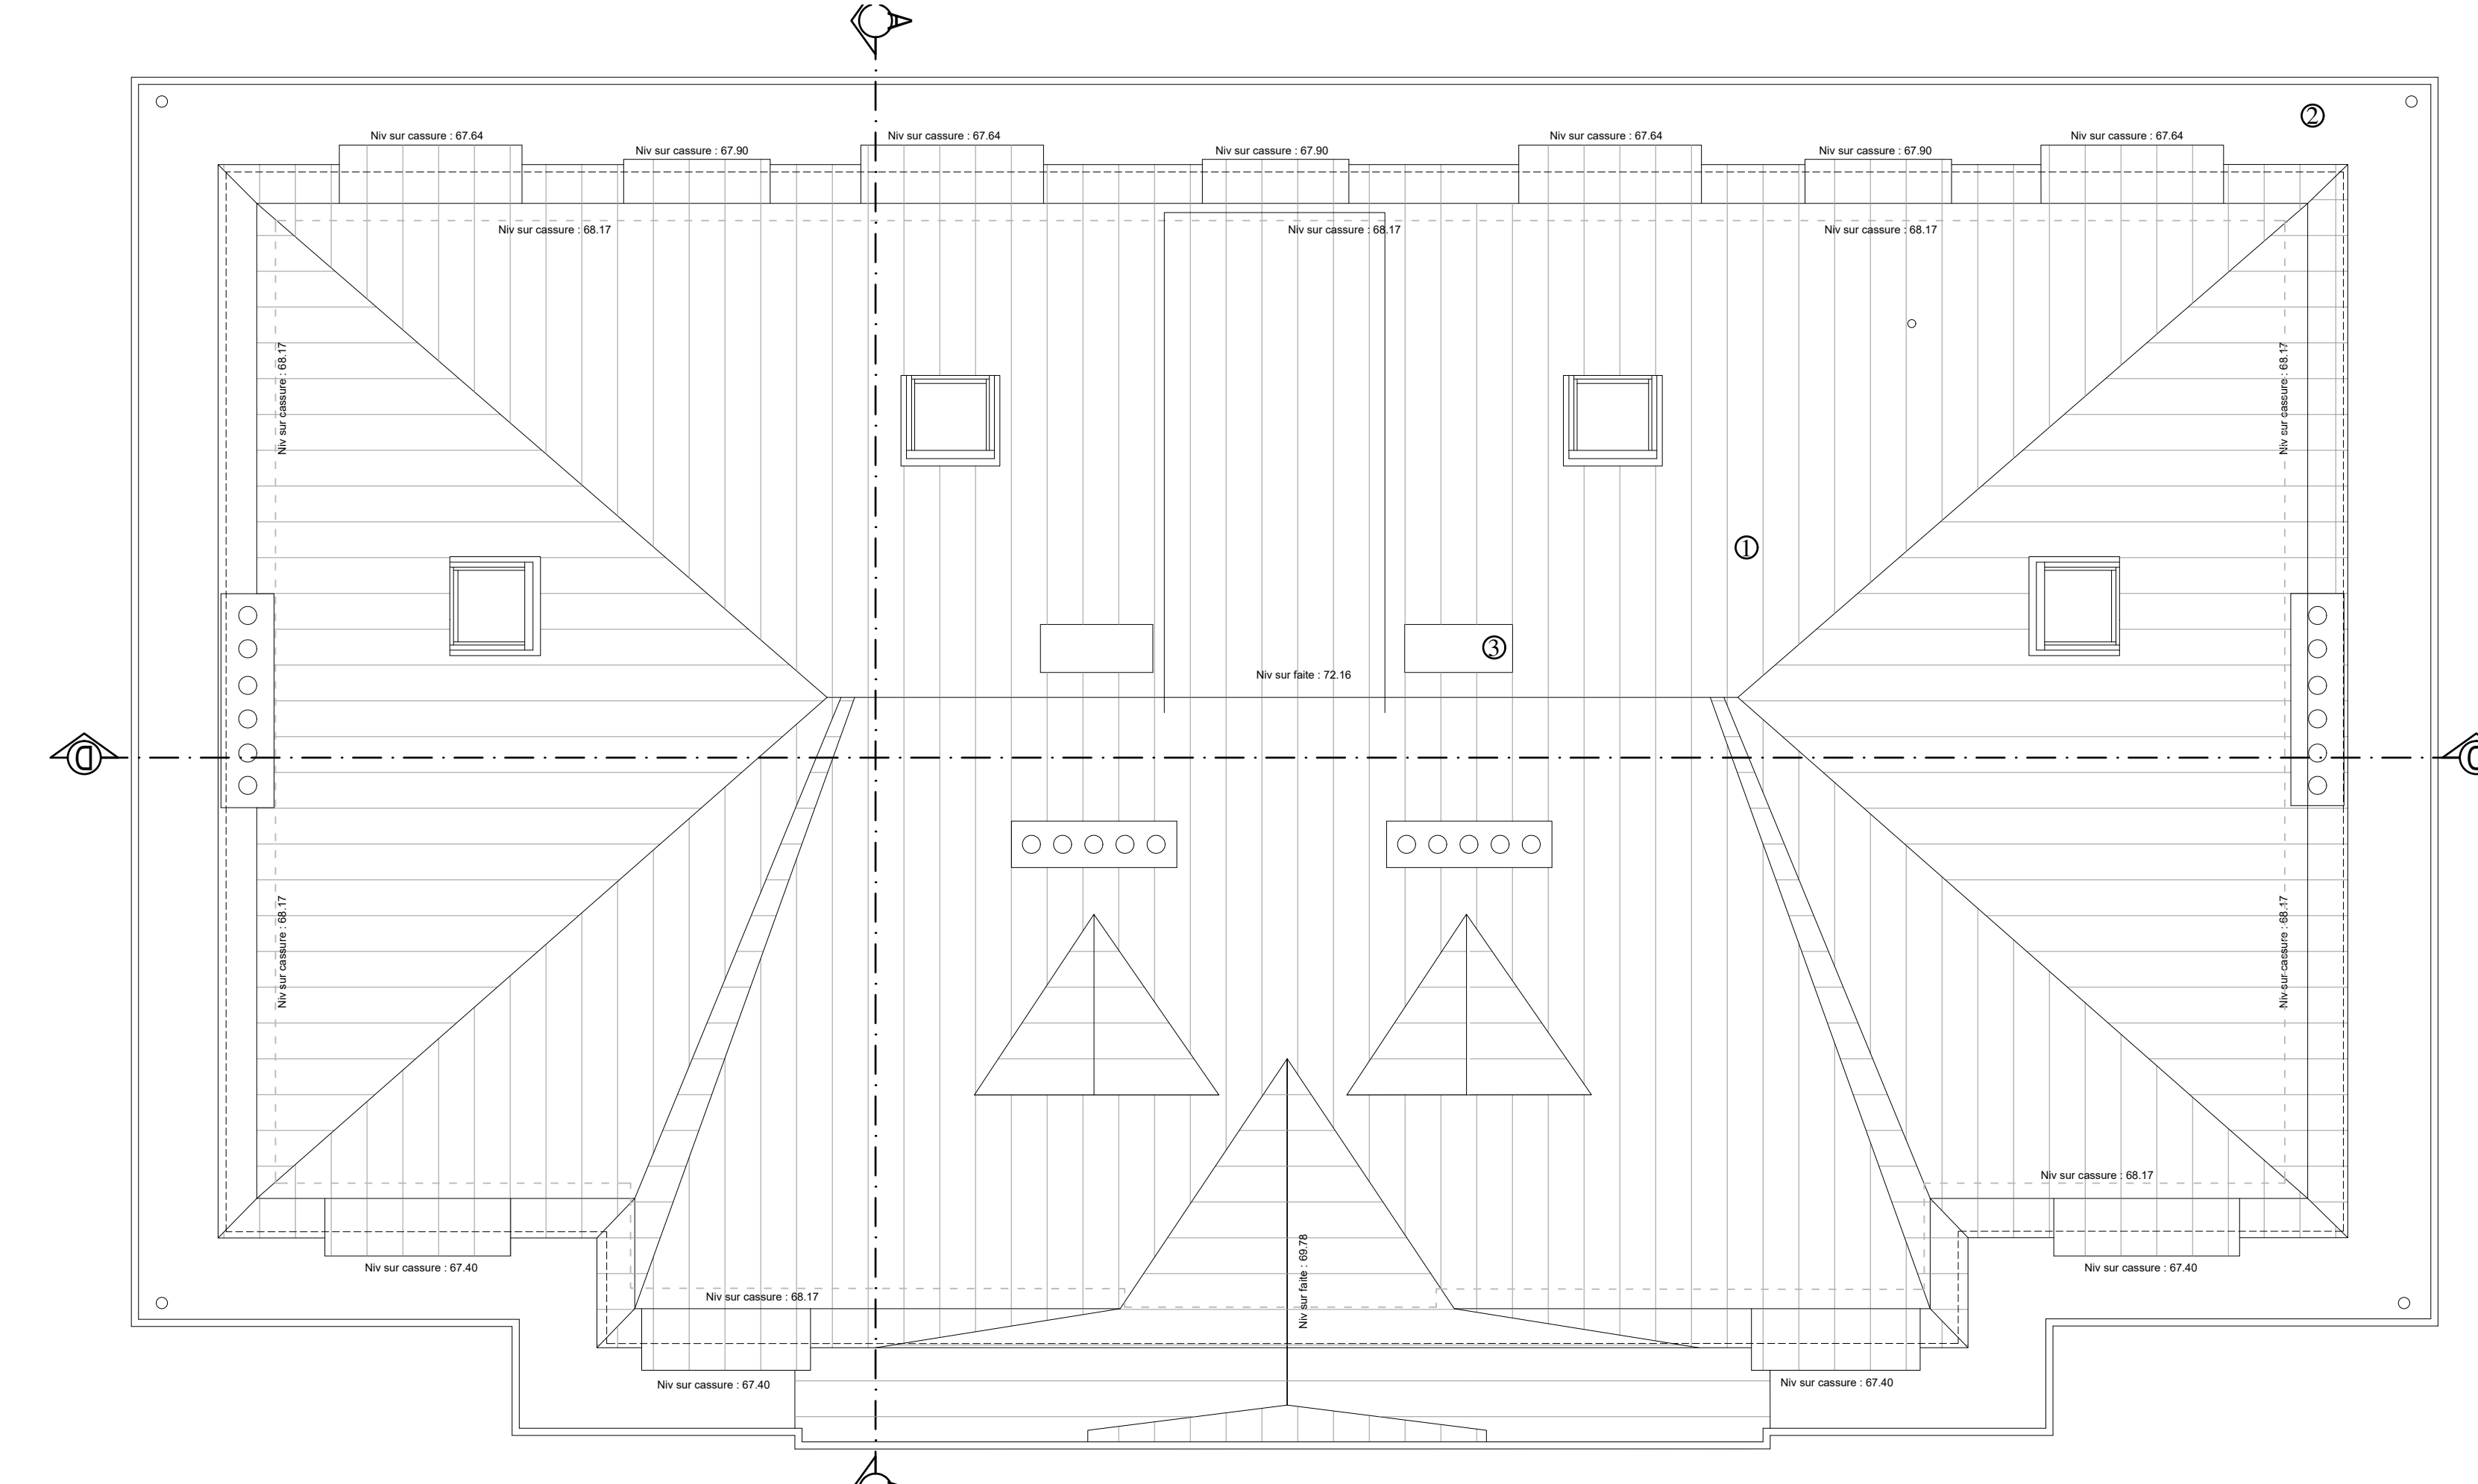 A
②
Niv sur cassure : 67.64
Niv sur cassure : 67.64
Niv sur cassure : 67.64
Niv sur cassure : 67.64
Niv sur cassure : 67.90
Niv sur cassure : 67.90
Niv sur cassure : 67.90
Niv sur cassure : 68.17
Niv sur cassure : 68.17
Niv sur cassure : 68.17
Niv sur cassure : 68.17
Niv sur cassure : 68.17
①
③
Niv sur faite : 72.16
D
D
Niv sur cassure : 68.17
Niv sur cassure : 68.17
Niv sur cassure : 68.17
Niv sur faite : 69.78
Niv sur cassure : 67.40
Niv sur cassure : 67.40
Niv sur cassure : 68.17
Niv sur cassure : 67.40
Niv sur cassure : 67.40